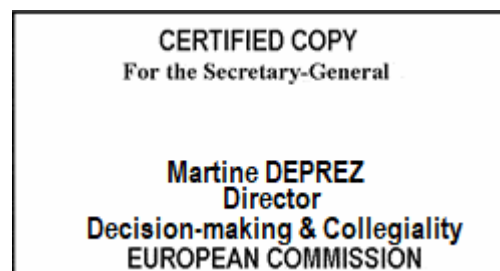 CERTIFIED COPY
For the Secretary-General
Martine DEPREZ
Director
Decision-making & Collegiality
EUROPEAN COMMISSION